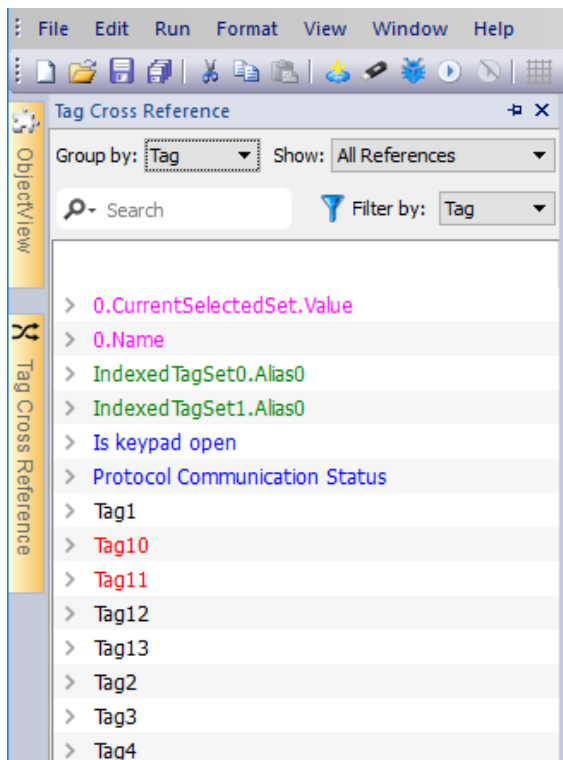 File Edit Run Format View Window Help
Tag Cross Reference
Group by: Tag Show: All References
Search Filter by: Tag
ObjectView
Tag Cross Reference
0.CurrentSelectedSet.Value
0.Name
IndexedTagSet0.Alias0
IndexedTagSet1.Alias0
Is keypad open
Protocol Communication Status
Tag1
Tag10
Tag11
Tag12
Tag13
Tag2
Tag3
Tag4